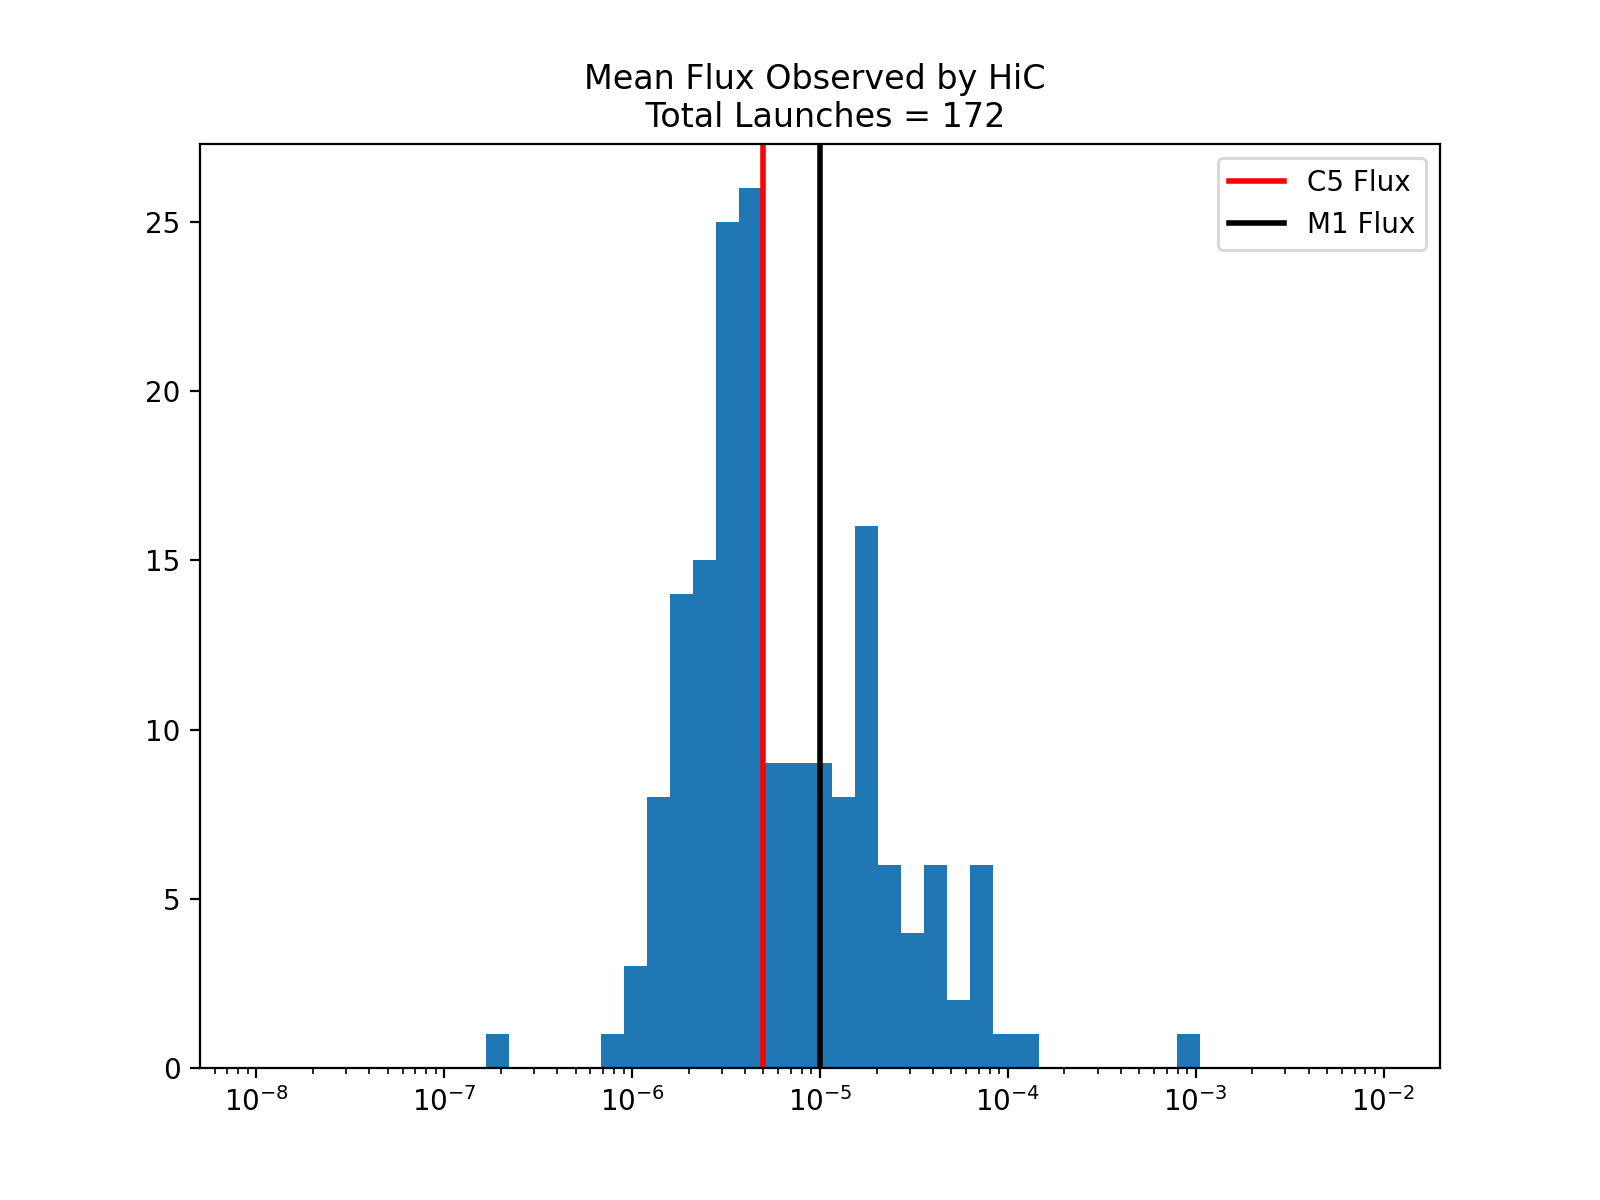 Mean Flux Observed by HiC
Total Launches = 172
C5 Flux
M1 Flux
25
20
15
10
5
0
10⁻⁸ 10⁻⁷ 10⁻⁶ 10⁻⁵ 10⁻⁴ 10⁻³ 10⁻²